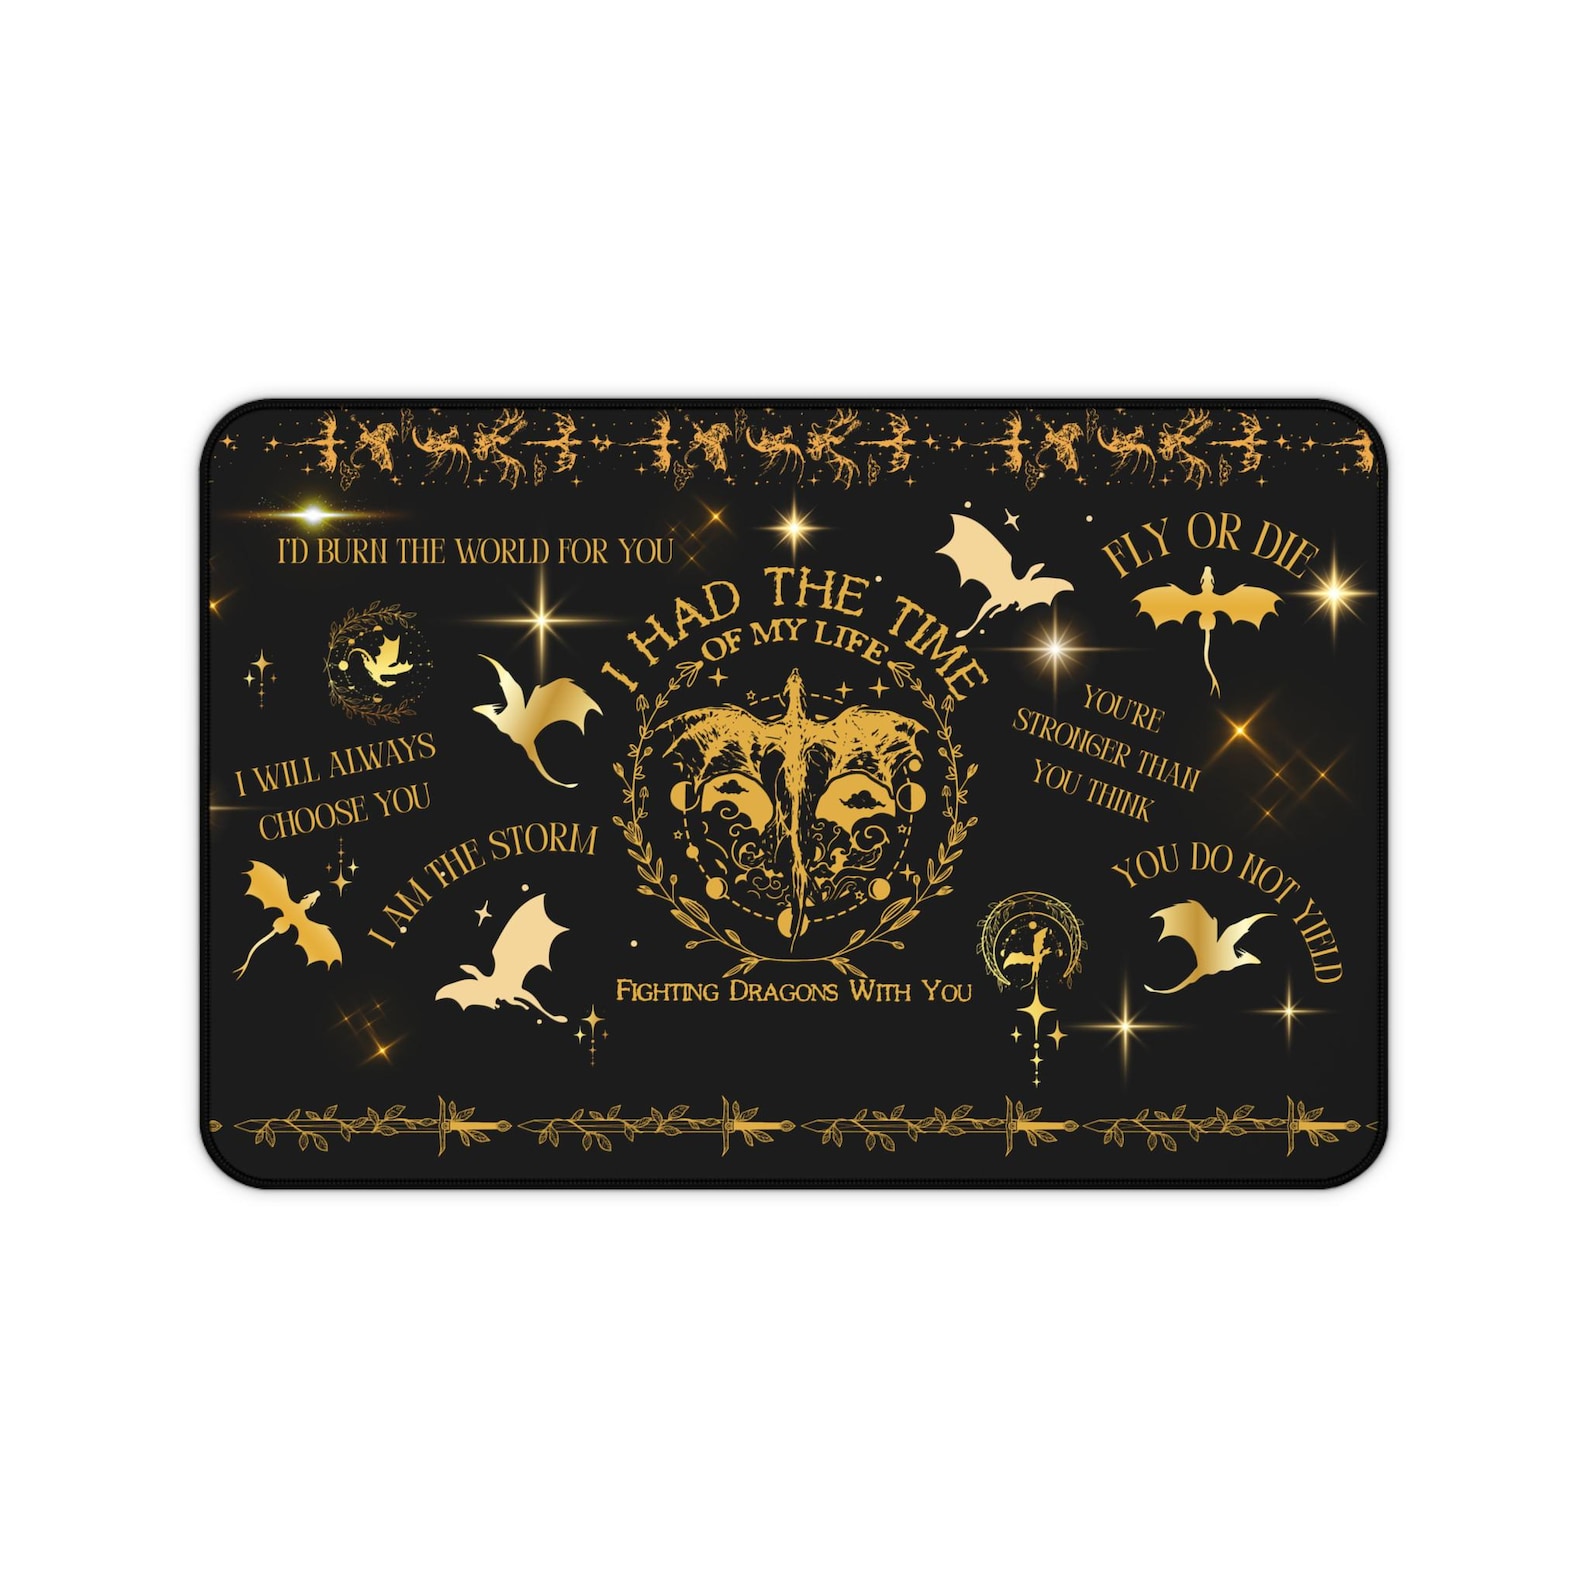 I'D BURN THE WORLD FOR YOU
I HAD THE TIME
OF MY LIFE
FIGHTING DRAGONS WITH YOU
FLY OR DIE
I WILL ALWAYS
CHOOSE YOU
YOU'RE
STRONGER THAN
YOU THINK
I AM THE STORM
YOU DO NOT YIELD